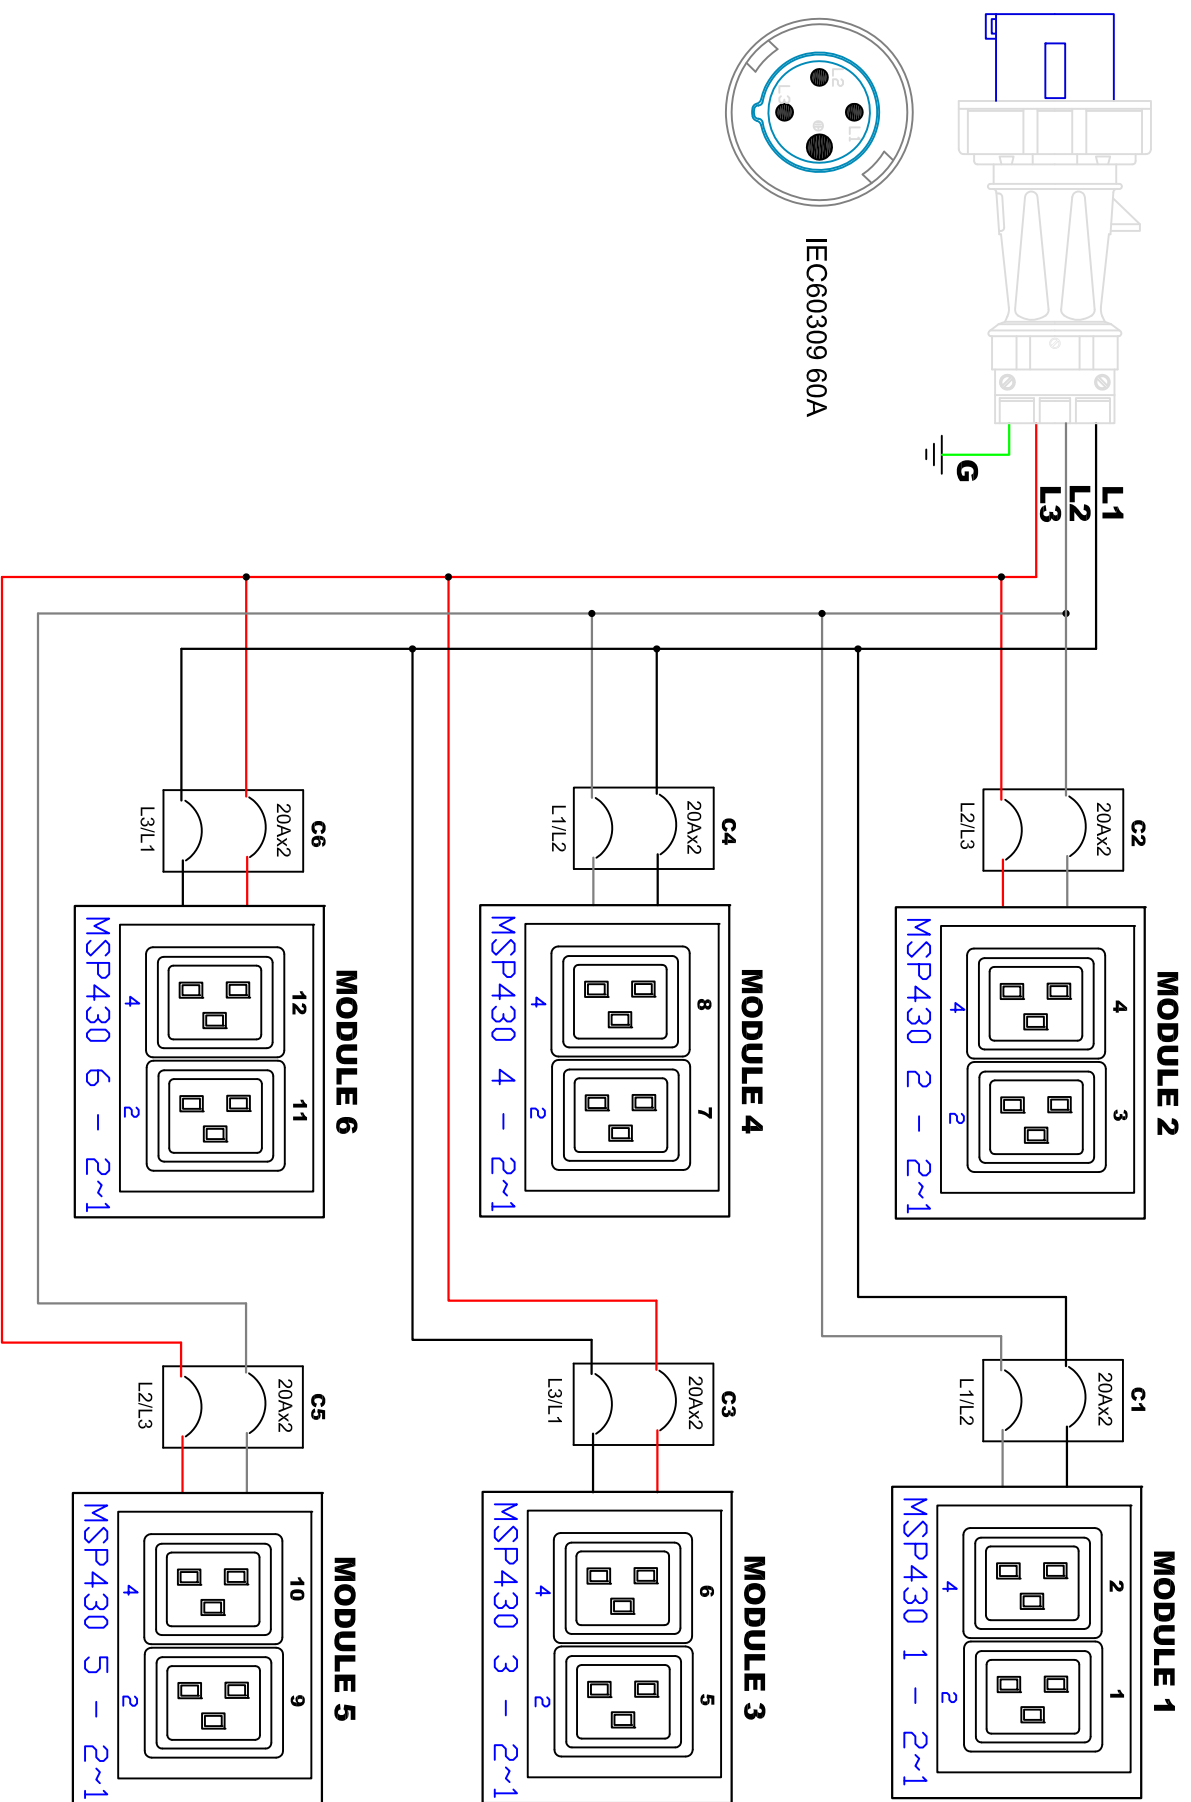 L1
L2
L3
IEC60309 60A
G
L1
L2
L3
C6
20Ax2
L3/L1
C4
20Ax2
L1/L2
C2
20Ax2
L2/L3
MODULE 6
12
11
4
2
MSP430 6 - 2~1
MODULE 4
8
7
4
2
MSP430 4 - 2~1
MODULE 2
4
3
4
2
MSP430 2 - 2~1
C5
20Ax2
L2/L3
C3
20Ax2
L3/L1
C1
20Ax2
L1/L2
MODULE 5
10
9
4
2
MSP430 5 - 2~1
MODULE 3
6
5
4
2
MSP430 3 - 2~1
MODULE 1
2
1
4
2
MSP430 1 - 2~1